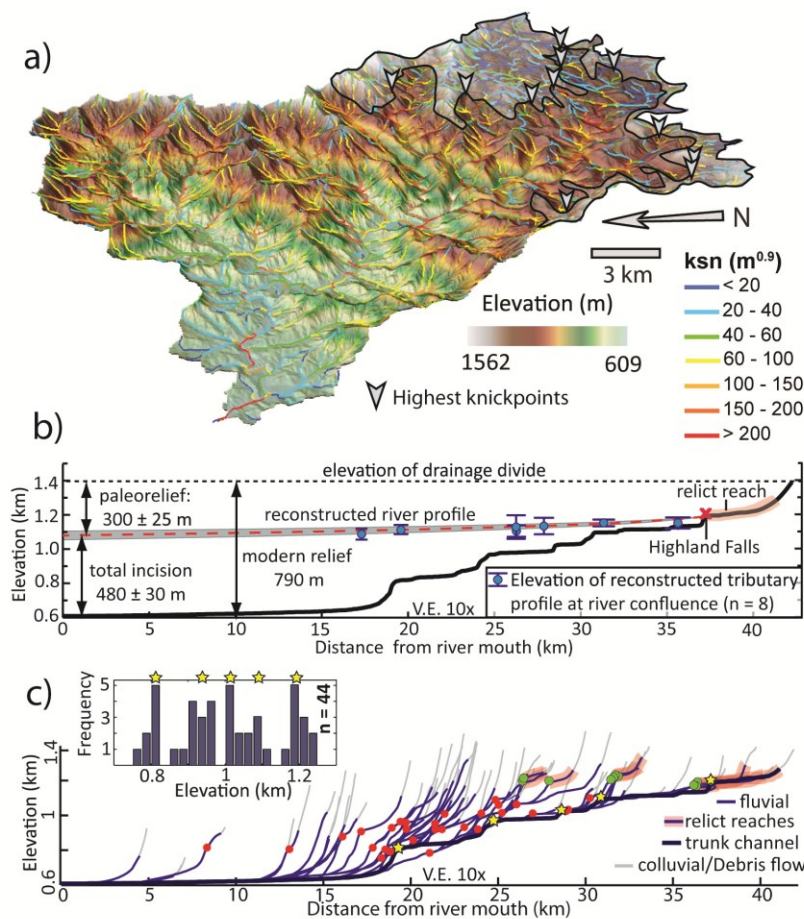 a)
N
3 km
Elevation (m)
1562
609
Highest knickpoints
ksn (m^0.9)
< 20
20 - 40
40 - 60
60 - 100
100 - 150
150 - 200
> 200
b)
elevation of drainage divide
1.4
1.2
1.0
0.8
0.6
Elevation (km)
paleorelief:
300 ± 25 m
reconstructed river profile
relict reach
Highland Falls
total incision
480 ± 30 m
modern relief
790 m
Elevation of reconstructed tributary
profile at river confluence (n = 8)
V.E. 10x
0 5 10 15 20 25 30 35 40
Distance from river mouth (km)
c)
Frequency
5
3
1
0.8 1 1.2
Elevation (km)
n = 44
1.4
1
0.6
Elevation (km)
fluvial
relict reaches
trunk channel
colluvial/Debris flow
V.E. 10x
0 5 10 15 20 25 30 35 40
Distance from river mouth (km)